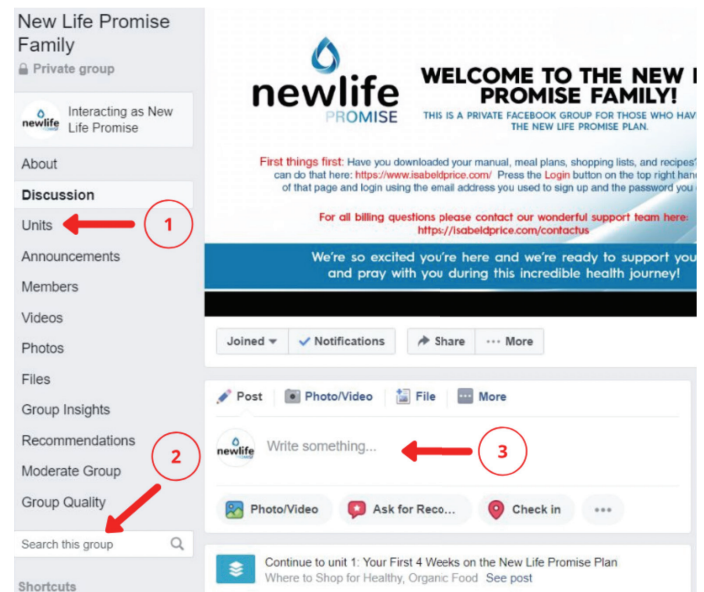 New Life Promise
Family
Private group
newlife
Interacting as New
Life Promise
About
Discussion
Units
1
Announcements
Members
Videos
Photos
Files
Group Insights
Recommendations
2
Moderate Group
Group Quality
Search this group
Shortcuts
newlife
PROMISE
WELCOME TO THE NEW
PROMISE FAMILY!
THIS IS A PRIVATE FACEBOOK GROUP FOR THOSE WHO HAV
THE NEW LIFE PROMISE PLAN.
First things first: Have you downloaded your manual, meal plans, shopping lists, and recipes?
can do that here: https://www.isabeldprice.com/ Press the Login button on the top right han
of that page and login using the email address you used to sign up and the password you
For all billing questions please contact our wonderful support team here:
https://isabeldprice.com/contactus
We're so excited you're here and we're ready to support you
and pray with you during this incredible health journey!
Joined
Notifications
Share
More
Post
Photo/Video
File
More
newlife
Write something...
3
Photo/Video
Ask for Reco...
Check in
Continue to unit 1: Your First 4 Weeks on the New Life Promise Plan
Where to Shop for Healthy, Organic Food See post